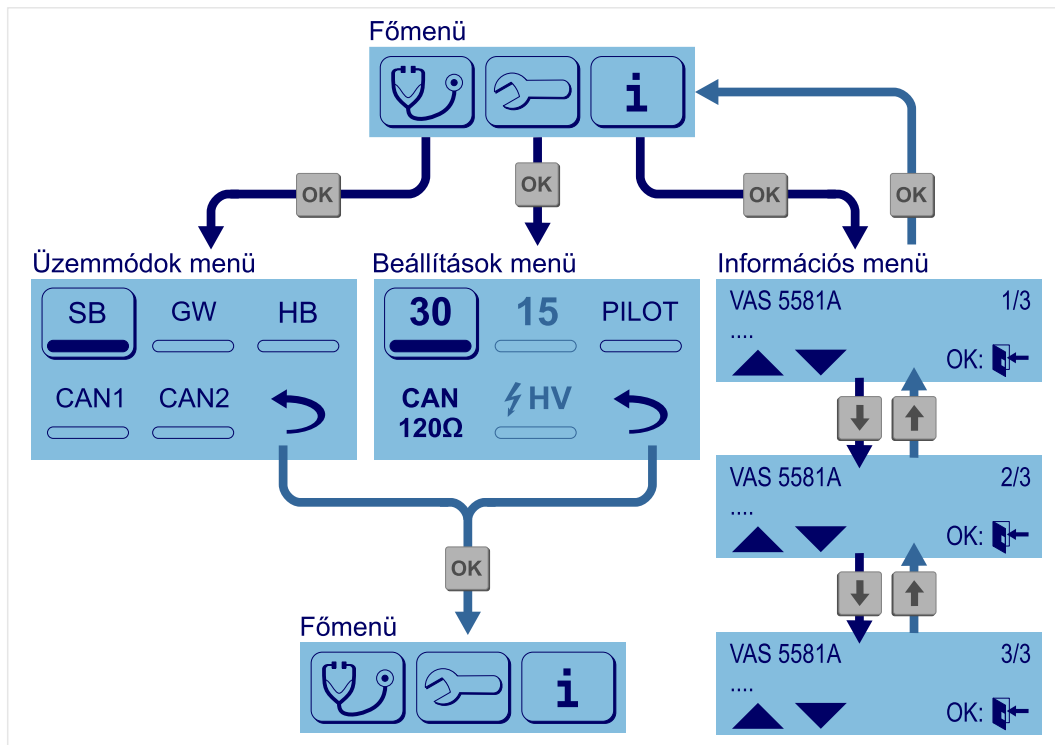 Főmenü
i
OK
OK
OK
OK
Üzemmódok menü
SB GW HB
CAN1 CAN2
Beállítások menü
30 15 PILOT
CAN 120Ω HV
Információs menü
VAS 5581A 1/3
....
OK:
VAS 5581A 2/3
....
OK:
VAS 5581A 3/3
....
OK:
OK
Főmenü
i